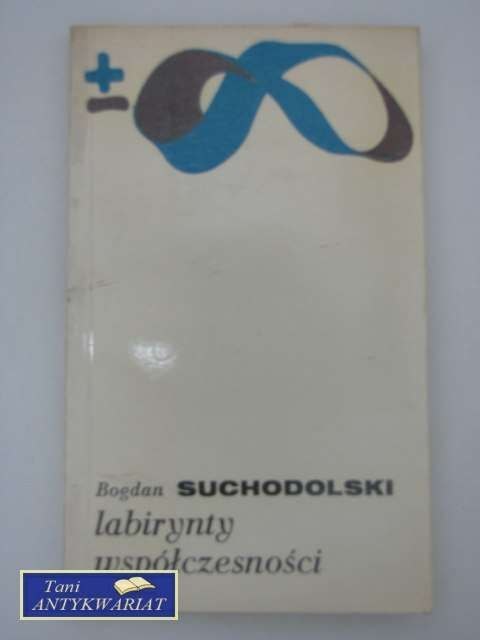 ±
Bogdan SUCHODOLSKI
labirynty
współczesności
Tani
ANTYKWARIAT